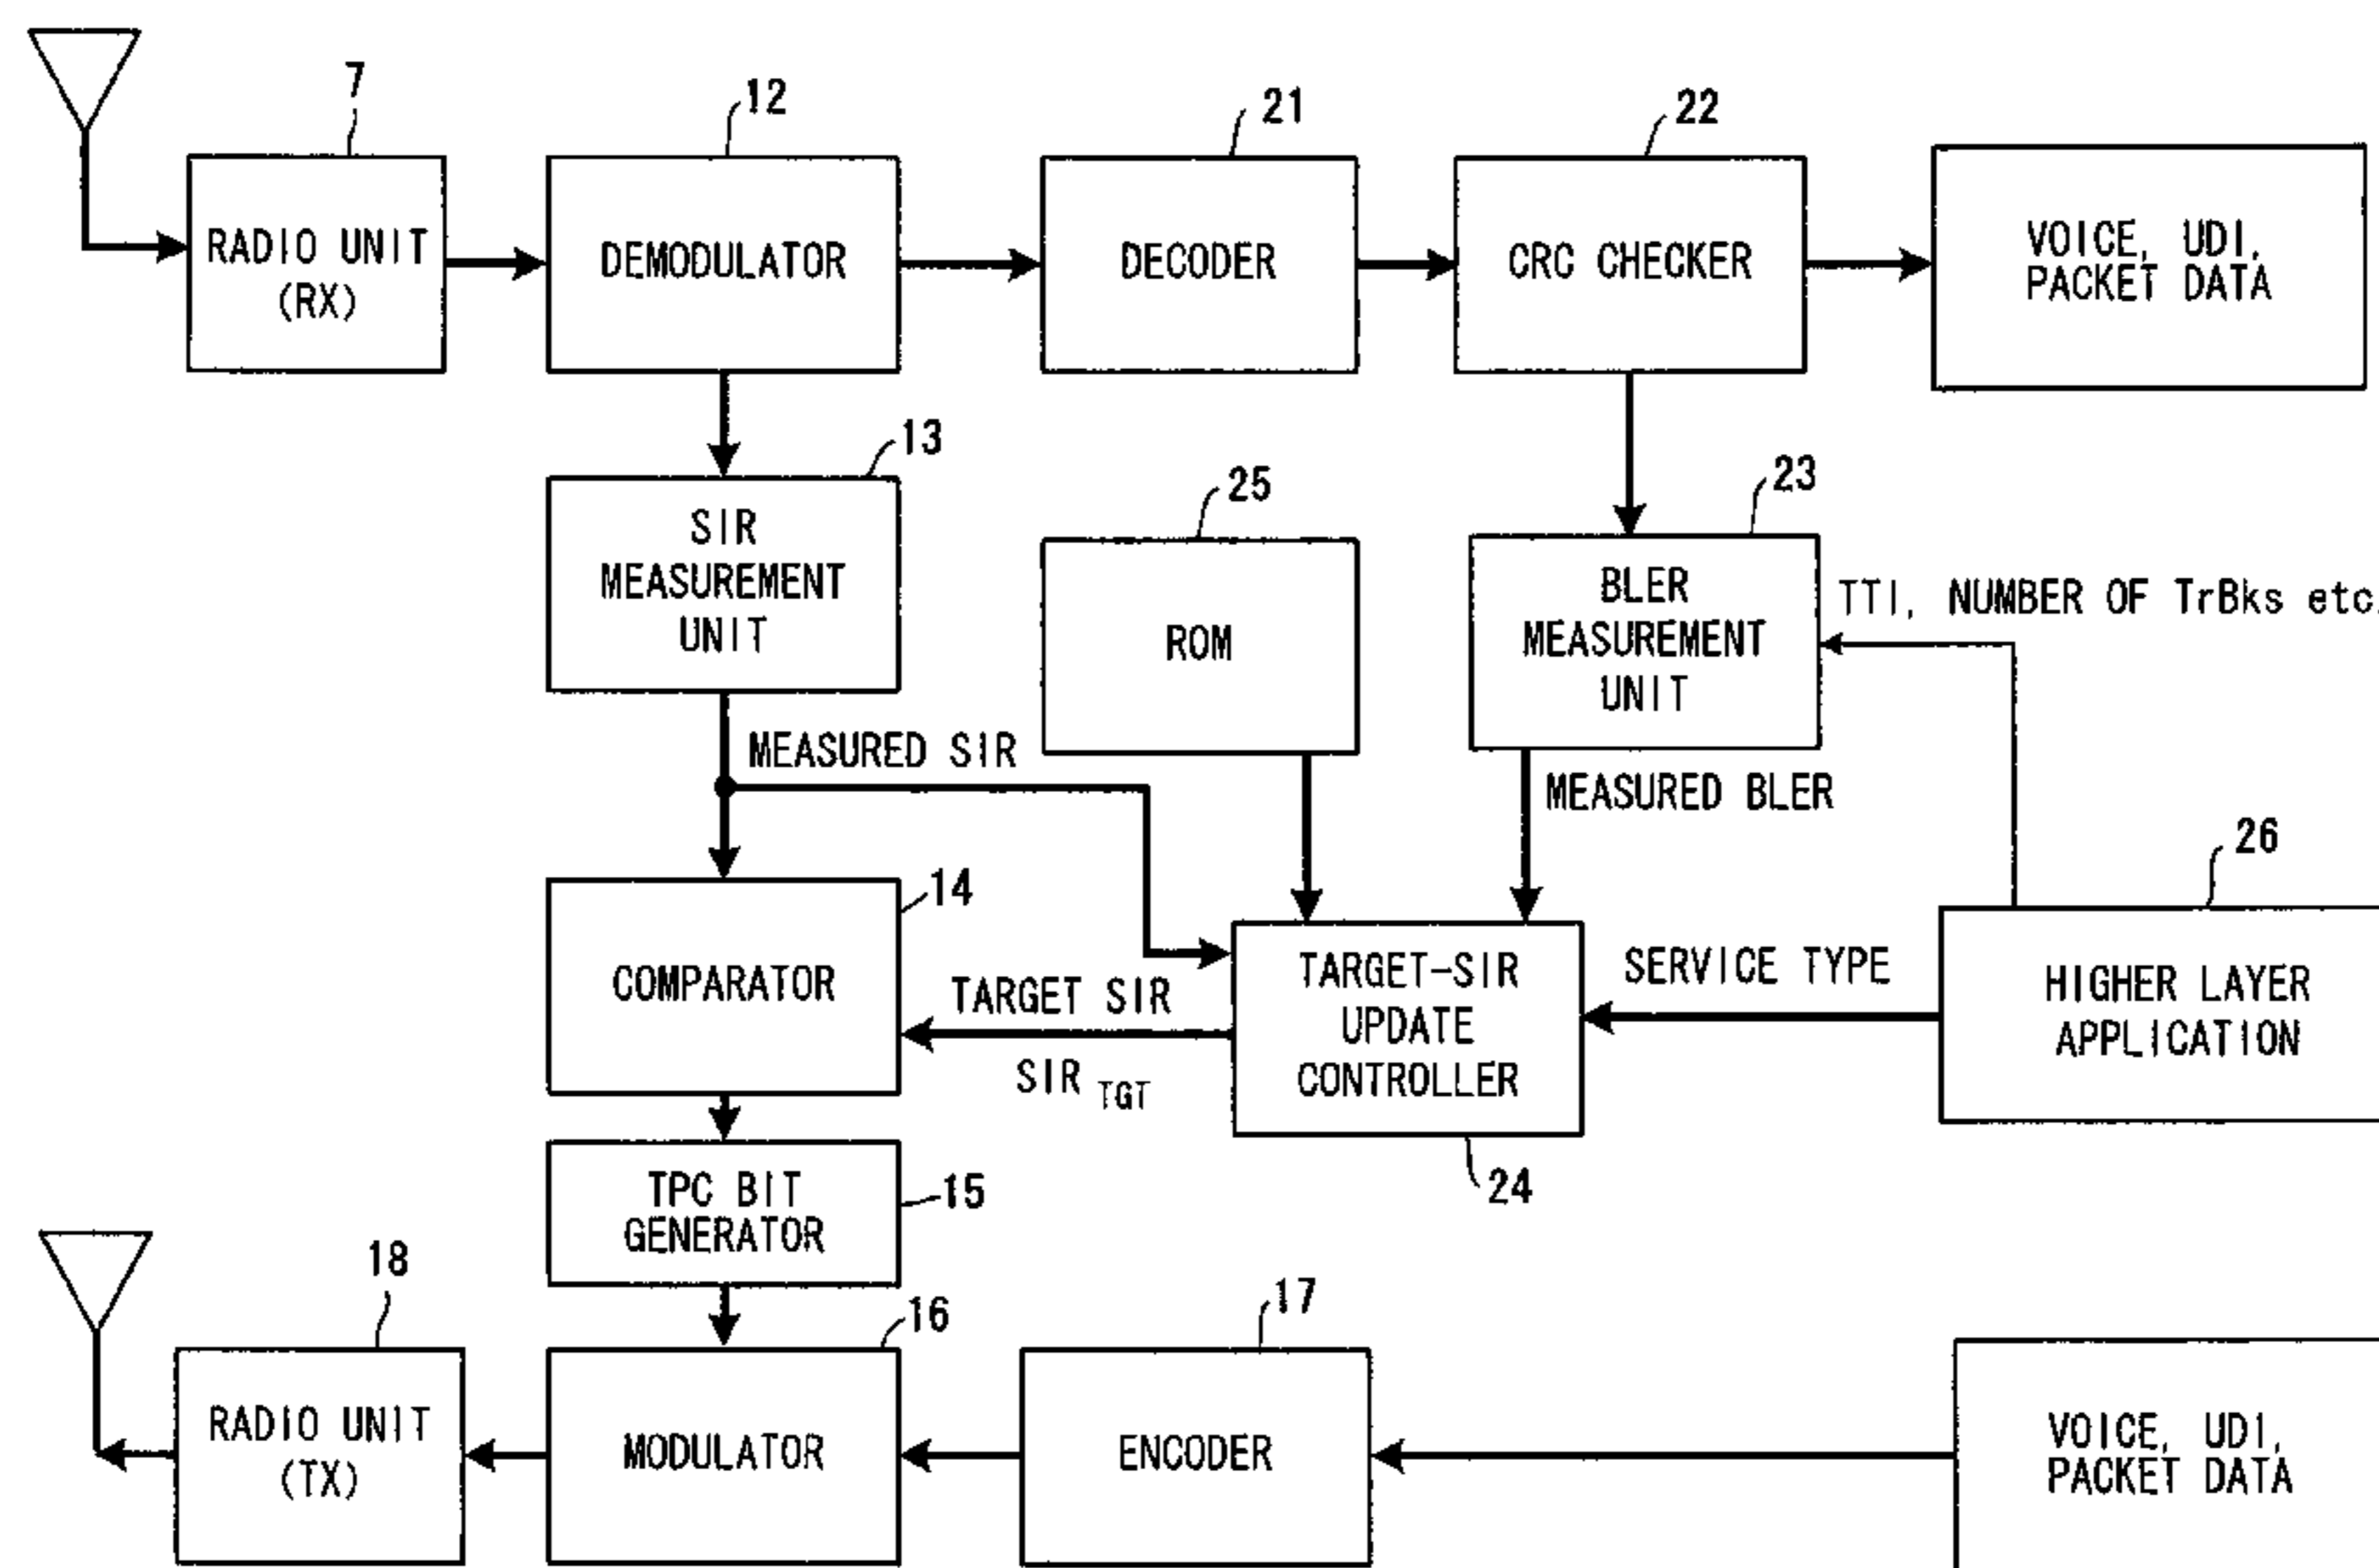 7
12
21
22
RADIO UNIT
(RX)
DEMODULATOR
DECODER
CRC CHECKER
VOICE, UDI,
PACKET DATA
13
25
23
SIR
MEASUREMENT
UNIT
ROM
BLER
MEASUREMENT
UNIT
TTI, NUMBER OF TrBks etc.
MEASURED SIR
MEASURED BLER
26
14
COMPARATOR
TARGET SIR
SIR TGT
TARGET-SIR
UPDATE
CONTROLLER
SERVICE TYPE
HIGHER LAYER
APPLICATION
24
TPC BIT
GENERATOR
15
18
16
17
RADIO UNIT
(TX)
MODULATOR
ENCODER
VOICE, UDI,
PACKET DATA